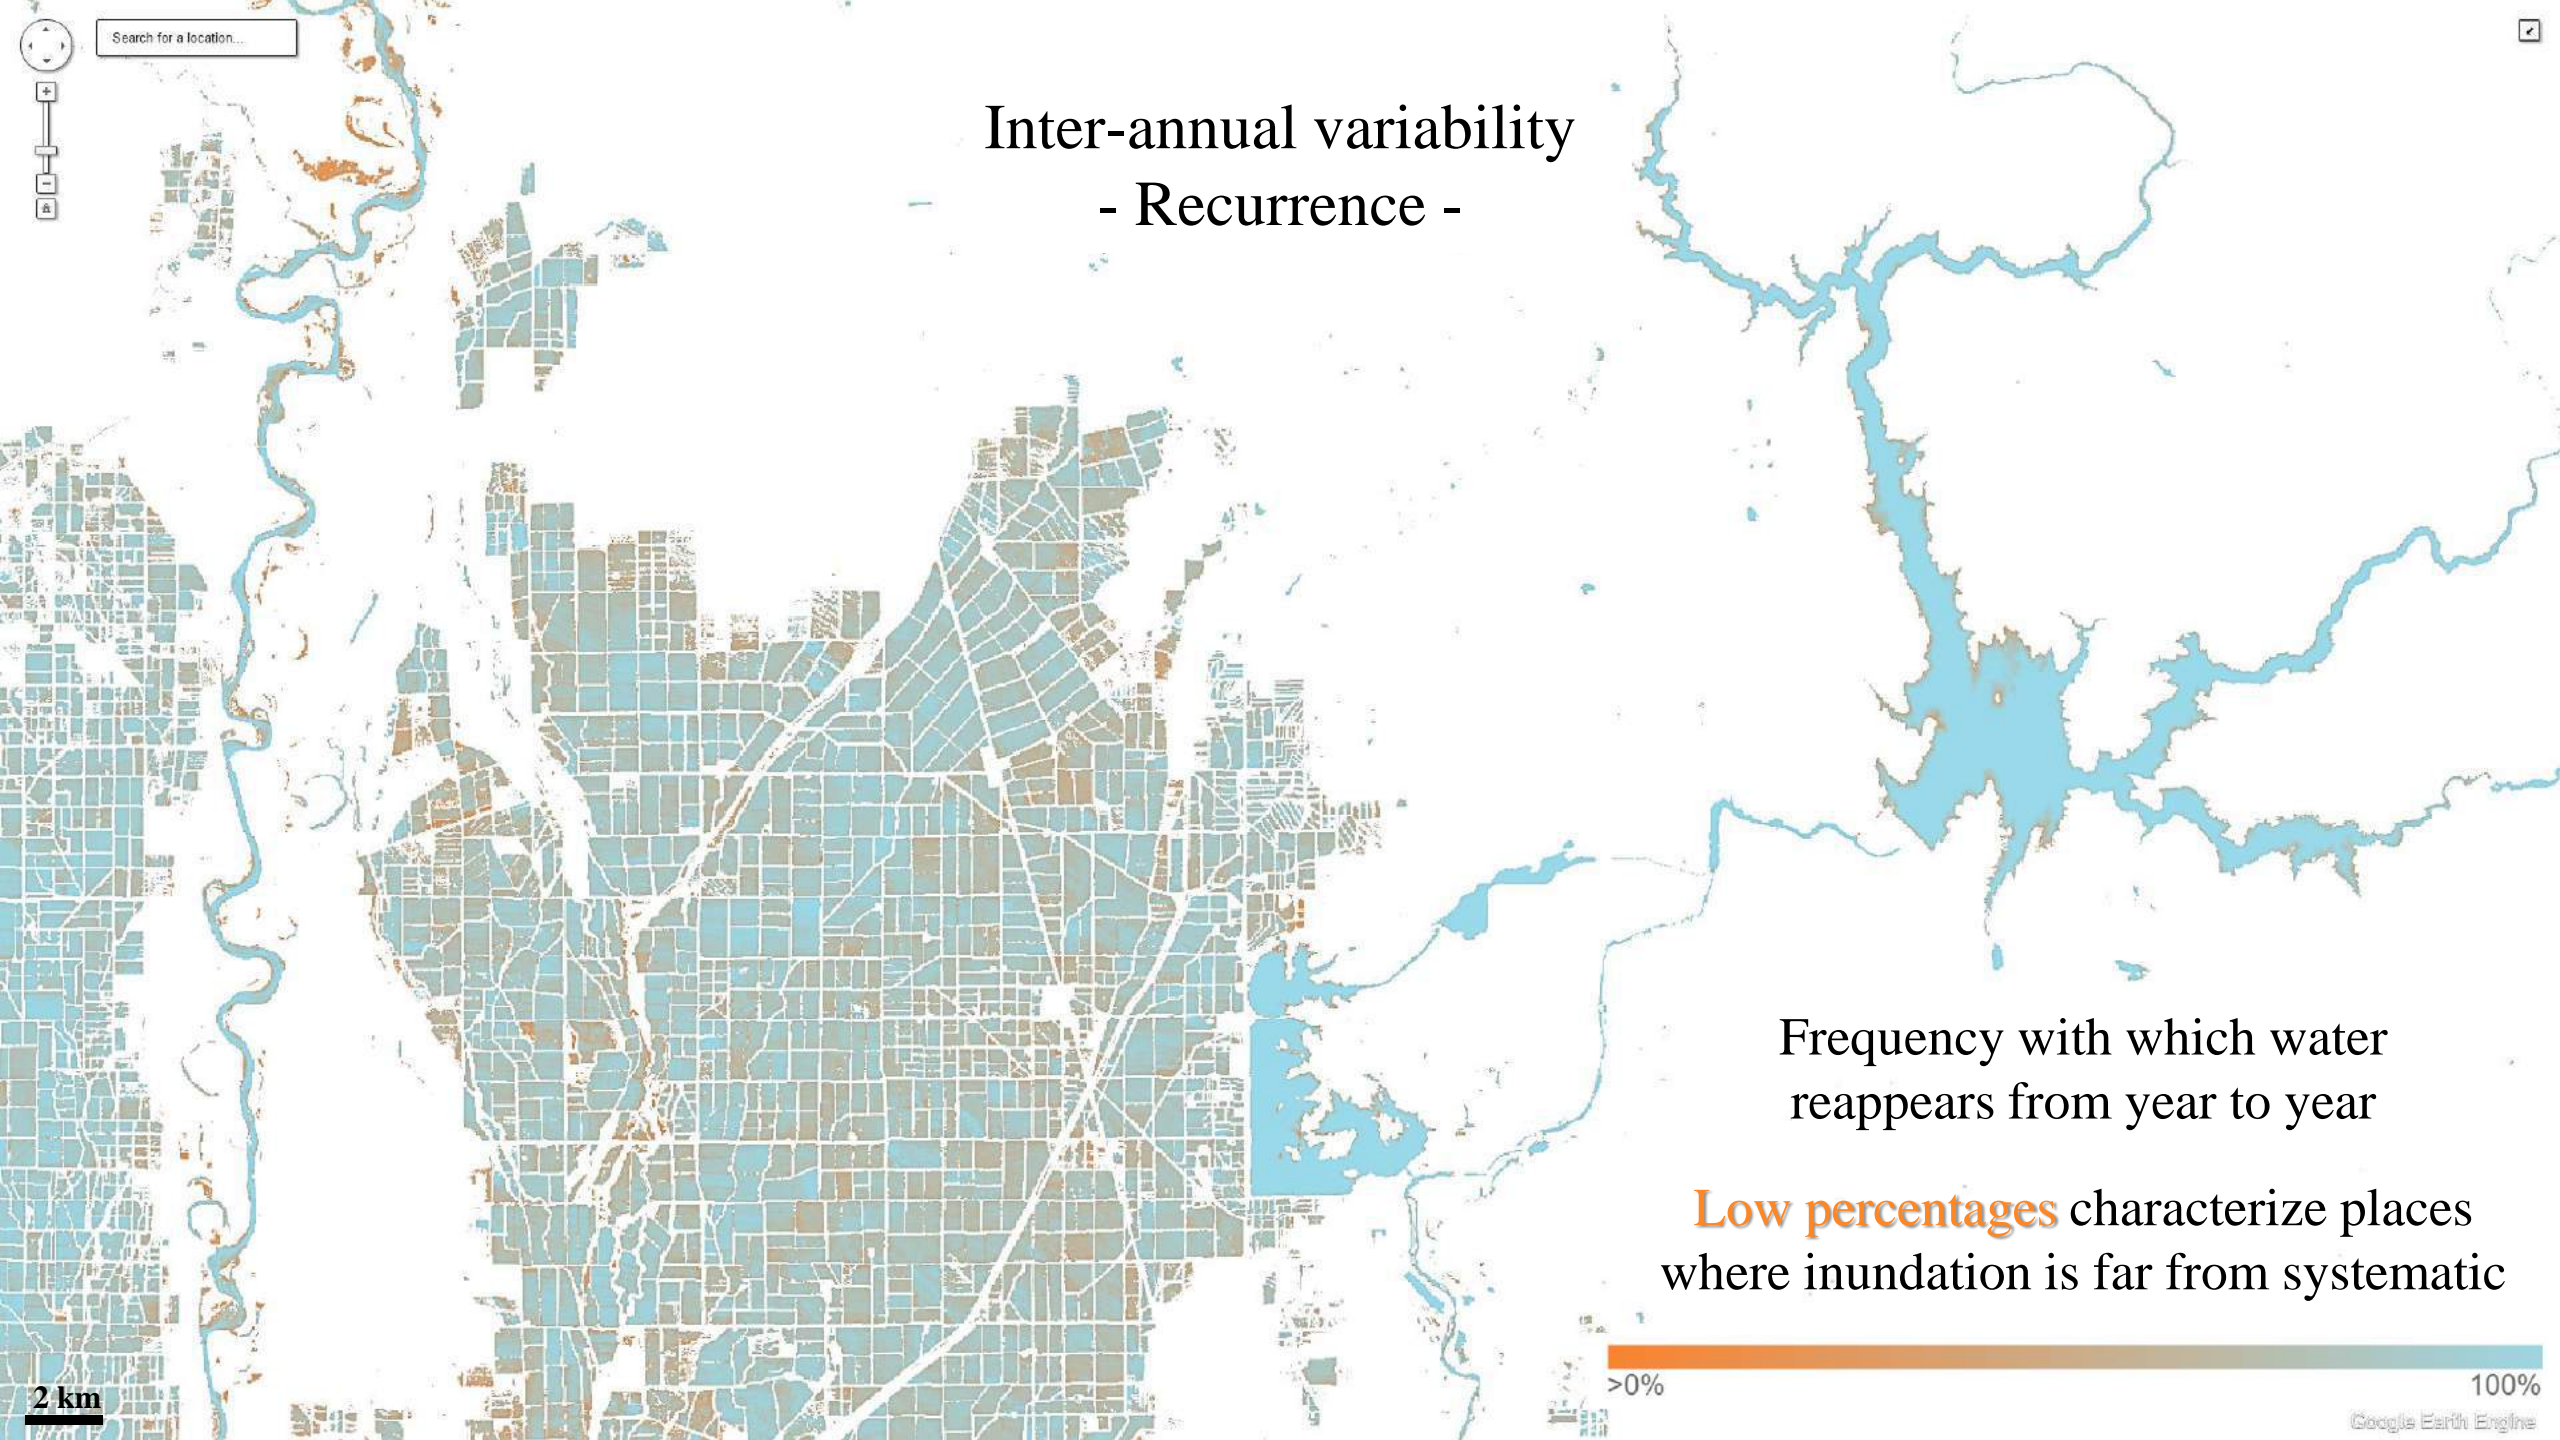 Search for a location...
Inter-annual variability
- Recurrence -
Frequency with which water
reappears from year to year
Low percentages characterize places
where inundation is far from systematic
>0%
100%
2 km
Google Earth Engine